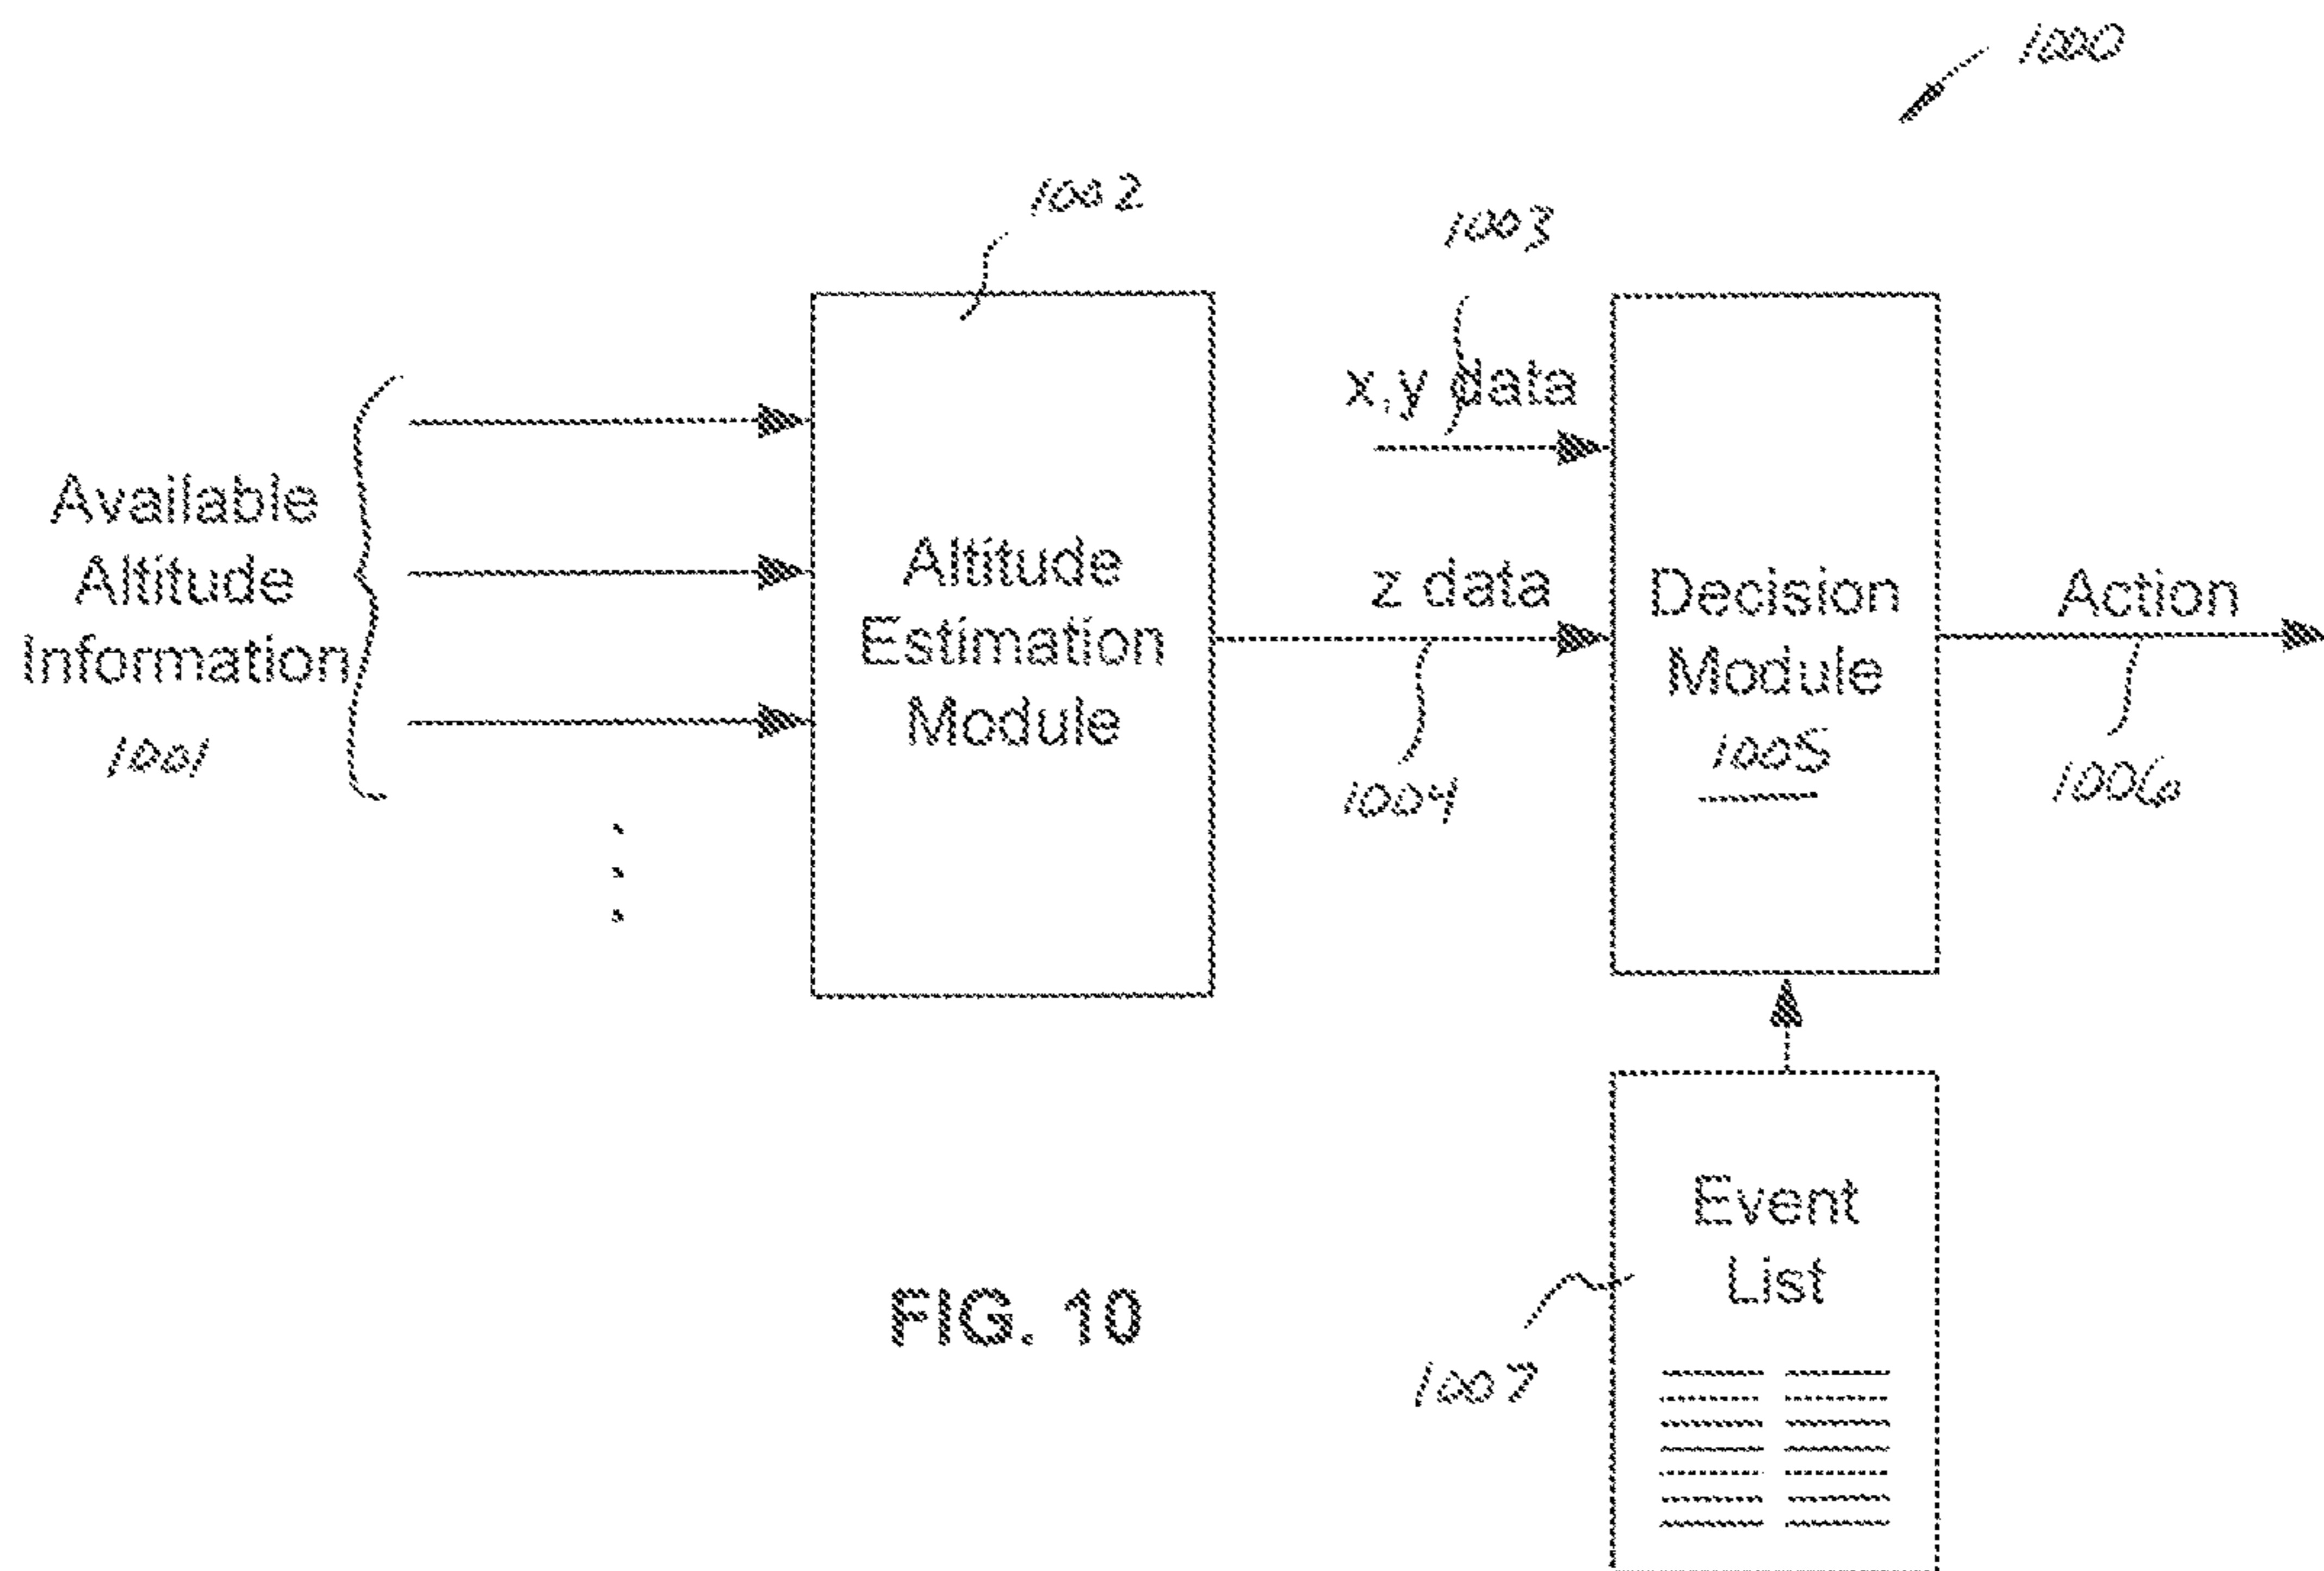 1000
1002
1003
x,y data
Available
Altitude
Information
1001
Altitude
Estimation
Module
z data
1004
Decision
Module
1005
Action
1006
Event
List
1007
FIG. 10